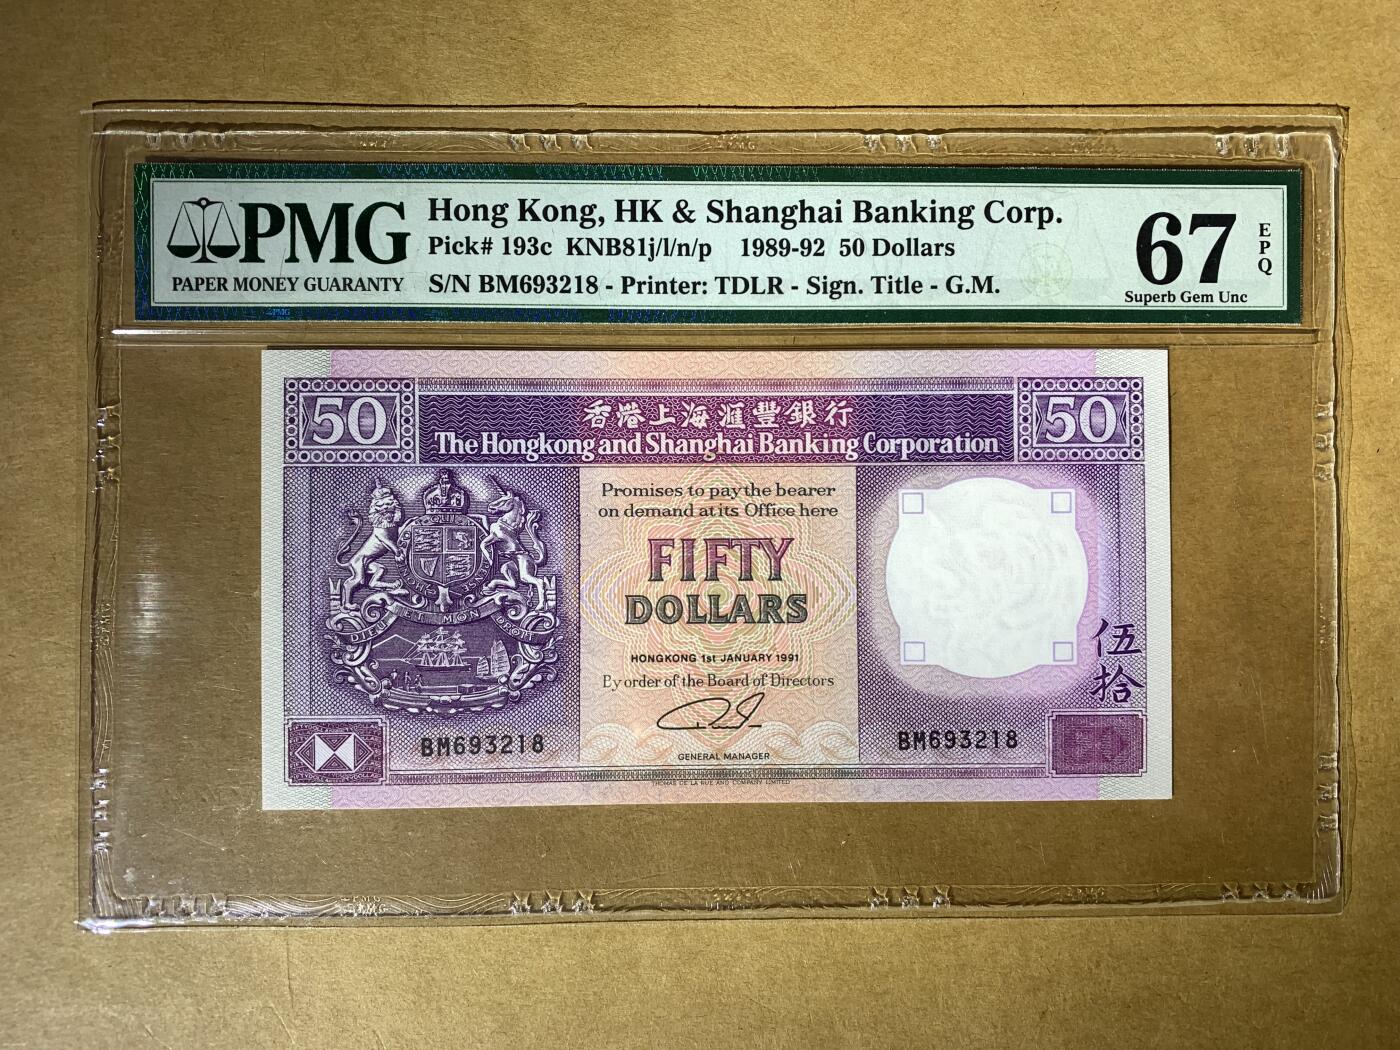 PMG
PAPER MONEY GUARANTY
Hong Kong, HK & Shanghai Banking Corp.
Pick# 193c KNB81j/l/n/p 1989-92 50 Dollars
S/N BM693218 - Printer: TDLR - Sign. Title - G.M.
67
EPQ
Superb Gem Unc
50
香港上海滙豐銀行
50
The Hongkong and Shanghai Banking Corporation
Promises to pay the bearer
on demand at its Office here
FIFTY
DOLLARS
HONGKONG 1st JANUARY 1991
By order of the Board of Directors
GENERAL MANAGER
DIEU ET MON DROIT
伍拾
BM693218
BM693218
THOMAS DE LA RUE AND COMPANY LIMITED